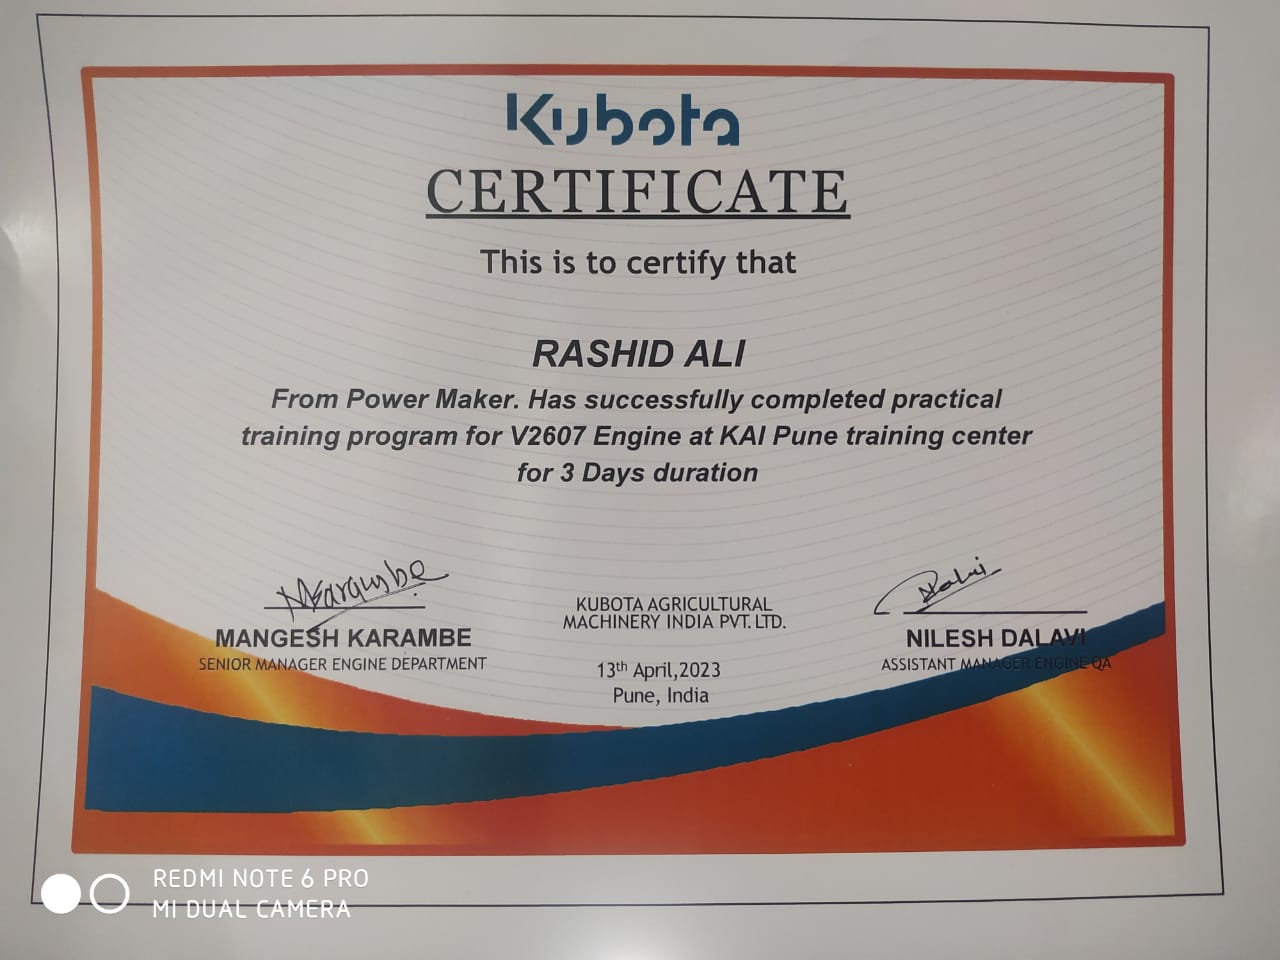 Kubota
CERTIFICATE
This is to certify that
RASHID ALI
From Power Maker. Has successfully completed practical
training program for V2607 Engine at KAI Pune training center
for 3 Days duration
MKarambe
MANGESH KARAMBE
SENIOR MANAGER ENGINE DEPARTMENT
KUBOTA AGRICULTURAL
MACHINERY INDIA PVT. LTD.
13th April,2023
Pune, India
NILESH DALAVI
ASSISTANT MANAGER ENGINE QA
REDMI NOTE 6 PRO
MI DUAL CAMERA